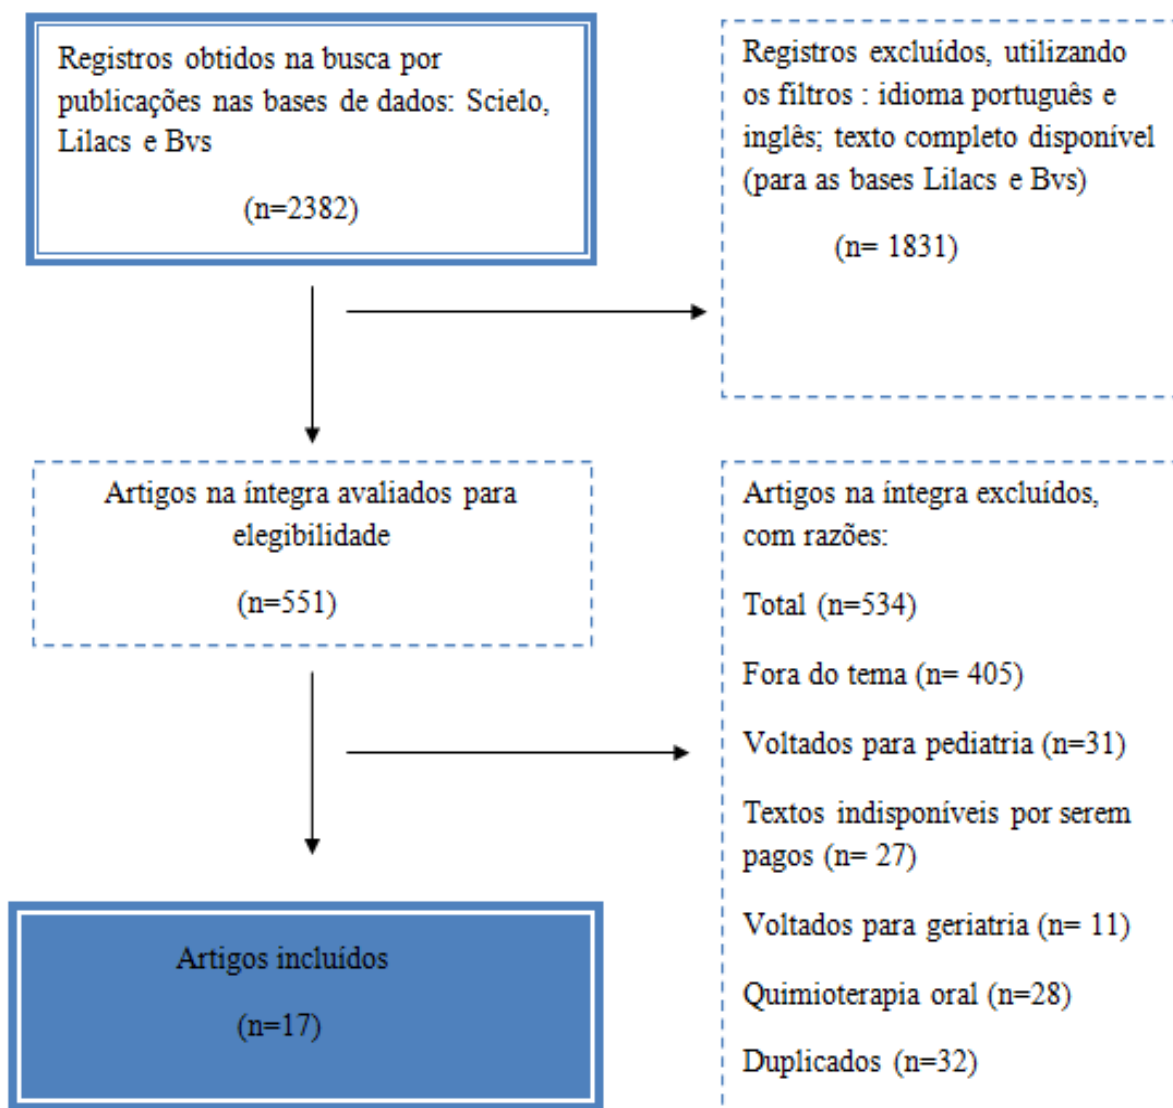 Registros obtidos na busca por
publicações nas bases de dados: Scielo,
Lilacs e Bvs
(n=2382)
Registros excluídos, utilizando
os filtros : idioma português e
inglês; texto completo disponível
(para as bases Lilacs e Bvs)
(n= 1831)
Artigos na íntegra avaliados para
elegibilidade
(n=551)
Artigos na íntegra excluídos,
com razões:
Total (n=534)
Fora do tema (n= 405)
Voltados para pediatria (n=31)
Textos indisponíveis por serem
pagos (n= 27)
Voltados para geriatria (n= 11)
Quimioterapia oral (n=28)
Duplicados (n=32)
Artigos incluídos
(n=17)